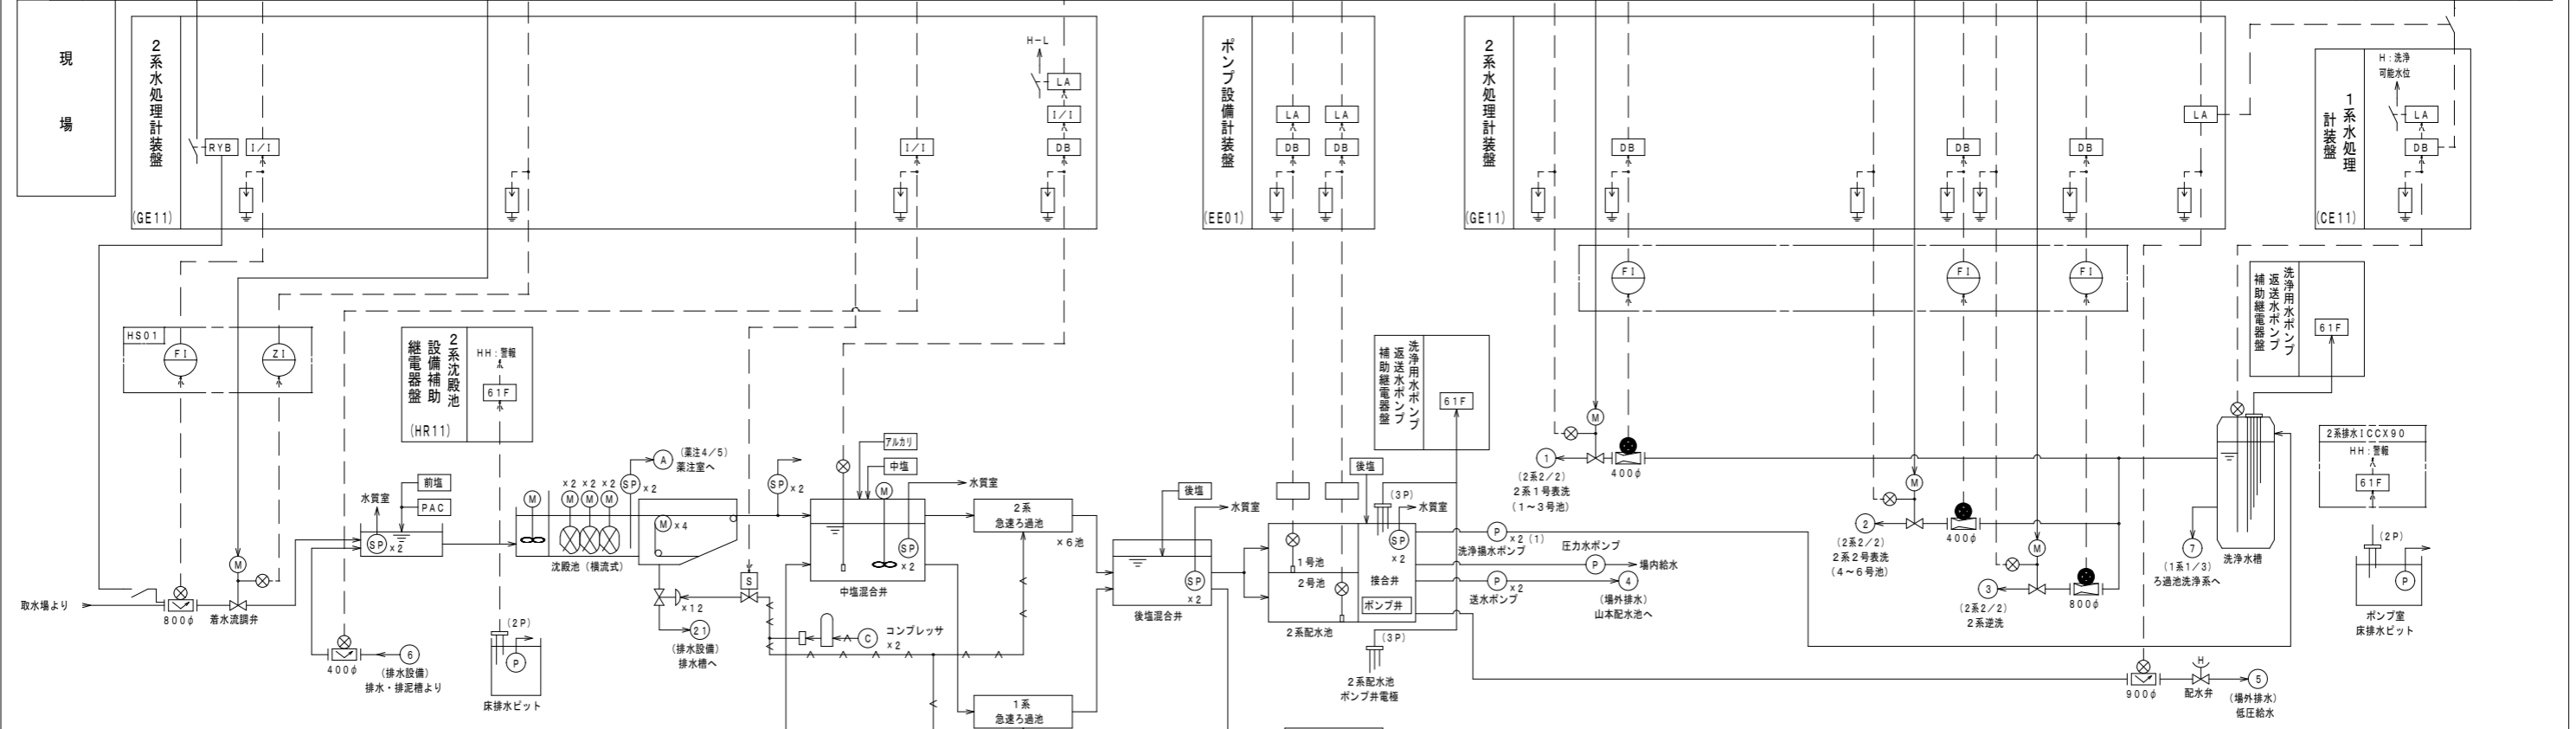 現
場
2系水処理計装盤
(GE11)
RYB
I/I
I/I
H-L
LA
I/I
DB
ポンプ設備計装盤
(EE01)
LA
LA
DB
DB
2系水処理計装盤
(GE11)
DB
DB
DB
LA
1系水処理
計装盤
(CE11)
H:洗浄
可能水位
LA
DB
HS01
FI
ZI
2系沈殿池
設備補助
継電器盤
(HR11)
HH:警報
61F
洗浄用水ポンプ
返送水ポンプ
補助継電器盤
61F
FI
FI
FI
洗浄用水ポンプ
返送水ポンプ
補助継電器盤
61F
2系排水ICCX90
HH:警報
61F
(2P)
P
ポンプ室
床排水ピット
取水場より
800φ
M
着水流調弁
400φ
6
(排水設備)
排水・排泥槽より
水質室
前塩
PAC
SP
×2
(2P)
P
床排水ピット
M
×2
×2
×2
M
M
M
SP
×2
A
(薬注4/5)
薬注室へ
M
×4
沈殿池(横流式)
×12
21
(排水設備)
排水槽へ
S
SP
×2
アルカリ
中塩
M
水質室
SP
×2
中塩混合井
コンプレッサ
C
×2
2系
急速ろ過池
×6池
1系
急速ろ過池
後塩
水質室
SP
×2
後塩混合井
後塩
(3P)
水質室
SP
×2
1号池
2号池
接合井
ポンプ井
2系配水池
(3P)
2系配水池
ポンプ井電極
P
×2(1)
洗浄揚水ポンプ
圧力水ポンプ
P
場内給水
P
×2
送水ポンプ
4
(場外排水)
山本配水池へ
M
1
(2系2/2)
2系1号表洗
(1~3号池)
400φ
M
2
(2系2/2)
2系2号表洗
(4~6号池)
400φ
M
3
(2系2/2)
2系逆洗
800φ
7
(1系1/3)
ろ過池洗浄系へ
洗浄水槽
900φ
H
配水弁
5
(場外排水)
低圧給水